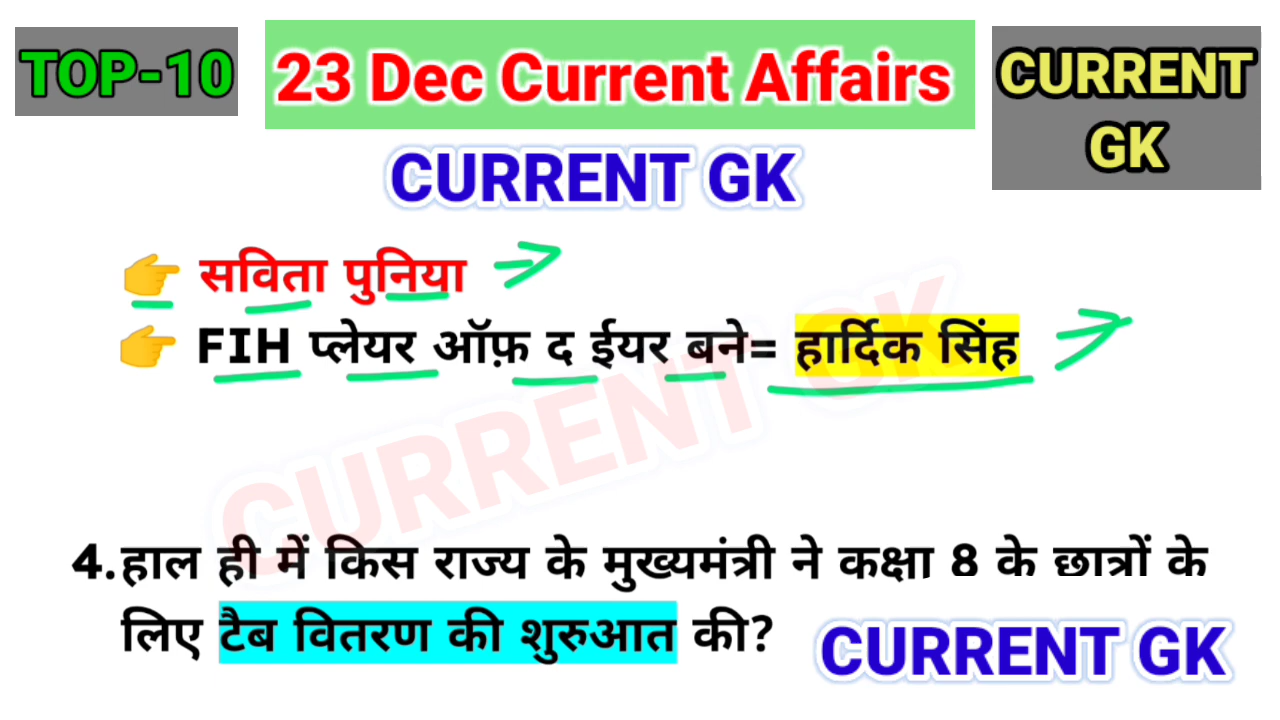 TOP-10
23 Dec Current Affairs
CURRENT
GK
CURRENT GK
👉 सविता पुनिया
👉 FIH प्लेयर ऑफ़ द ईयर बने= हार्दिक सिंह
CURRENT GK
4.हाल ही में किस राज्य के मुख्यमंत्री ने कक्षा 8 के छात्रों के
लिए टैब वितरण की शुरुआत की?
CURRENT GK